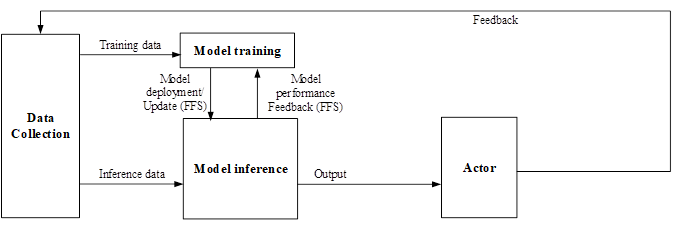 Feedback
Training data
Model training
Model
deployment/
Update (FFS)
Model
performance
Feedback (FFS)
Data
Collection
Inference data
Model inference
Output
Actor